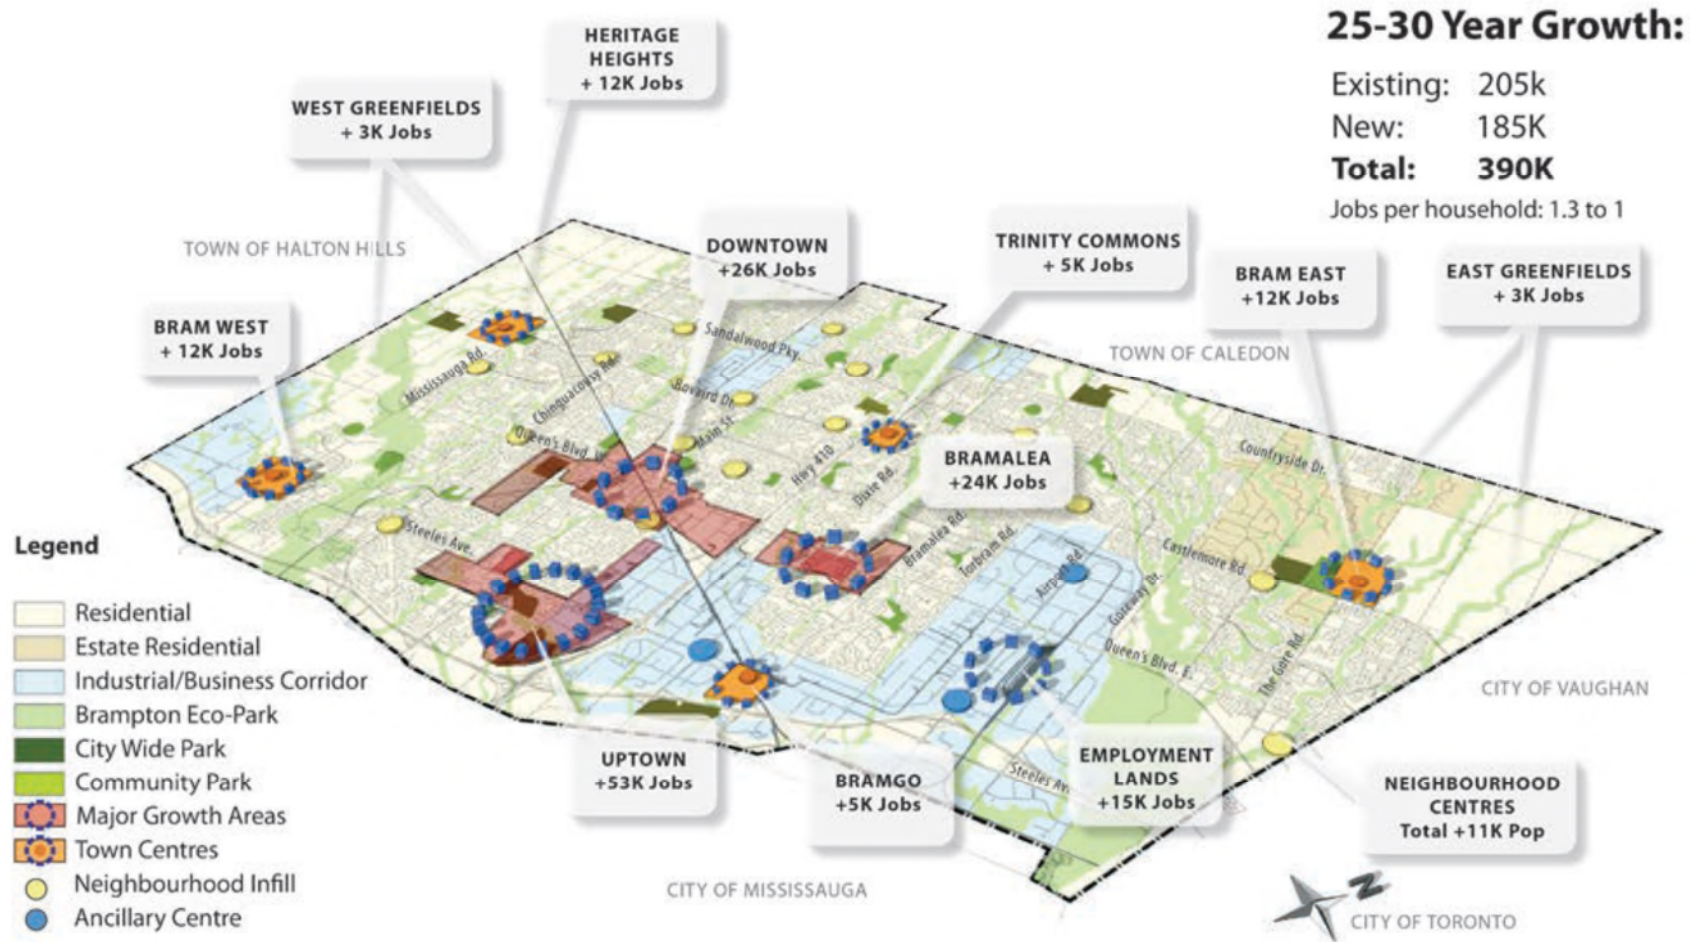 25-30 Year Growth:
Existing: 205k
New: 185K
Total: 390K
Jobs per household: 1.3 to 1
HERITAGE
HEIGHTS
+ 12K Jobs
WEST GREENFIELDS
+ 3K Jobs
TOWN OF HALTON HILLS
DOWNTOWN
+26K Jobs
TRINITY COMMONS
+ 5K Jobs
BRAM EAST
+12K Jobs
EAST GREENFIELDS
+ 3K Jobs
BRAM WEST
+ 12K Jobs
TOWN OF CALEDON
Sandalwood Pky.
Mississauga Rd.
Chinguacousy Rd.
Bovaird Dr.
Main St.
Queen's Blvd. W.
Hwy 410
Dixie Rd.
BRAMALEA
+24K Jobs
Countryside Dr.
Steeles Ave.
Bramalea Rd.
Torbram Rd.
Airport Rd.
Castlemore Rd.
Goreway Dr.
Queen's Blvd. E.
The Gore Rd.
CITY OF VAUGHAN
Legend
Residential
Estate Residential
Industrial/Business Corridor
Brampton Eco-Park
City Wide Park
Community Park
Major Growth Areas
Town Centres
Neighbourhood Infill
Ancillary Centre
UPTOWN
+53K Jobs
BRAMGO
+5K Jobs
Steeles Av
EMPLOYMENT
LANDS
+15K Jobs
NEIGHBOURHOOD
CENTRES
Total +11K Pop
CITY OF MISSISSAUGA
N
CITY OF TORONTO